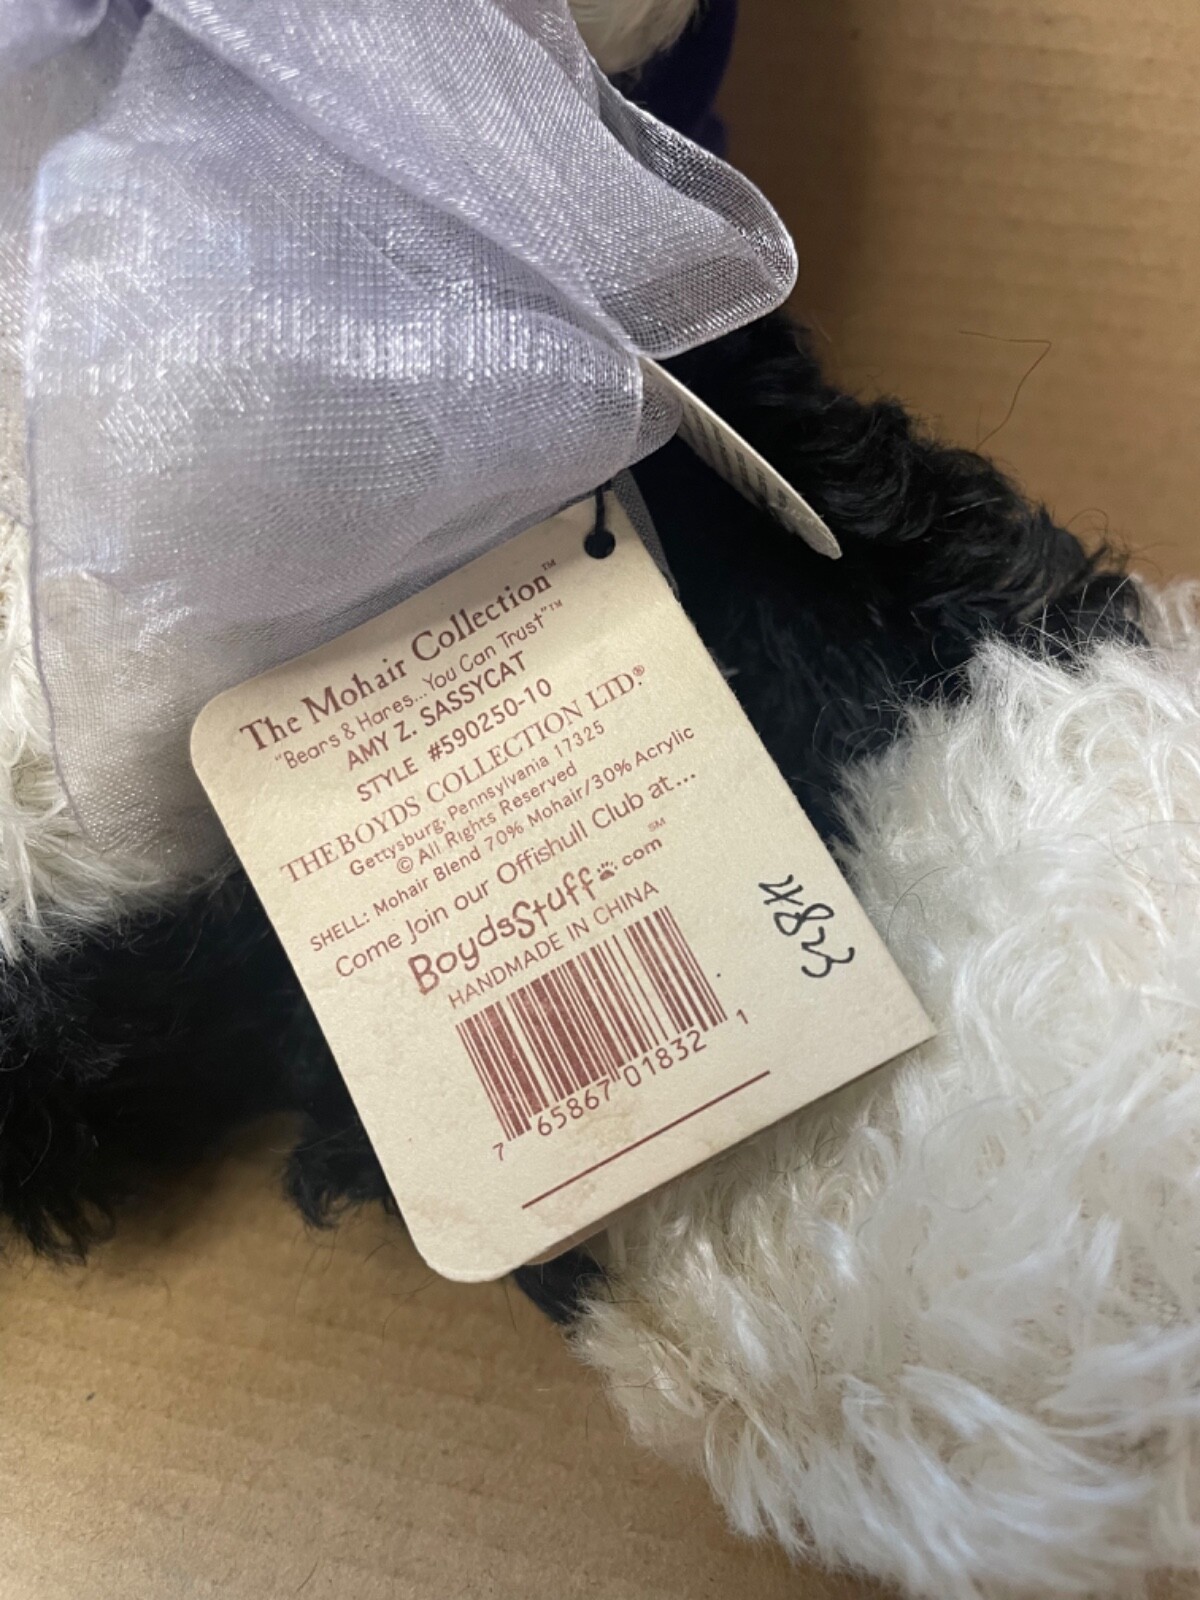 The Mohair Collection™
"Bears & Hares...You Can Trust"™
AMY Z. SASSYCAT
STYLE #590250-10
THE BOYDS COLLECTION LTD.®
Gettysburg, Pennsylvania 17325
© All Rights Reserved
SHELL: Mohair Blend 70% Mohair/30% Acrylic
Come Join our Offishull Club at...
BoydsStuff.com℠
HANDMADE IN CHINA
7 65867 01832 1